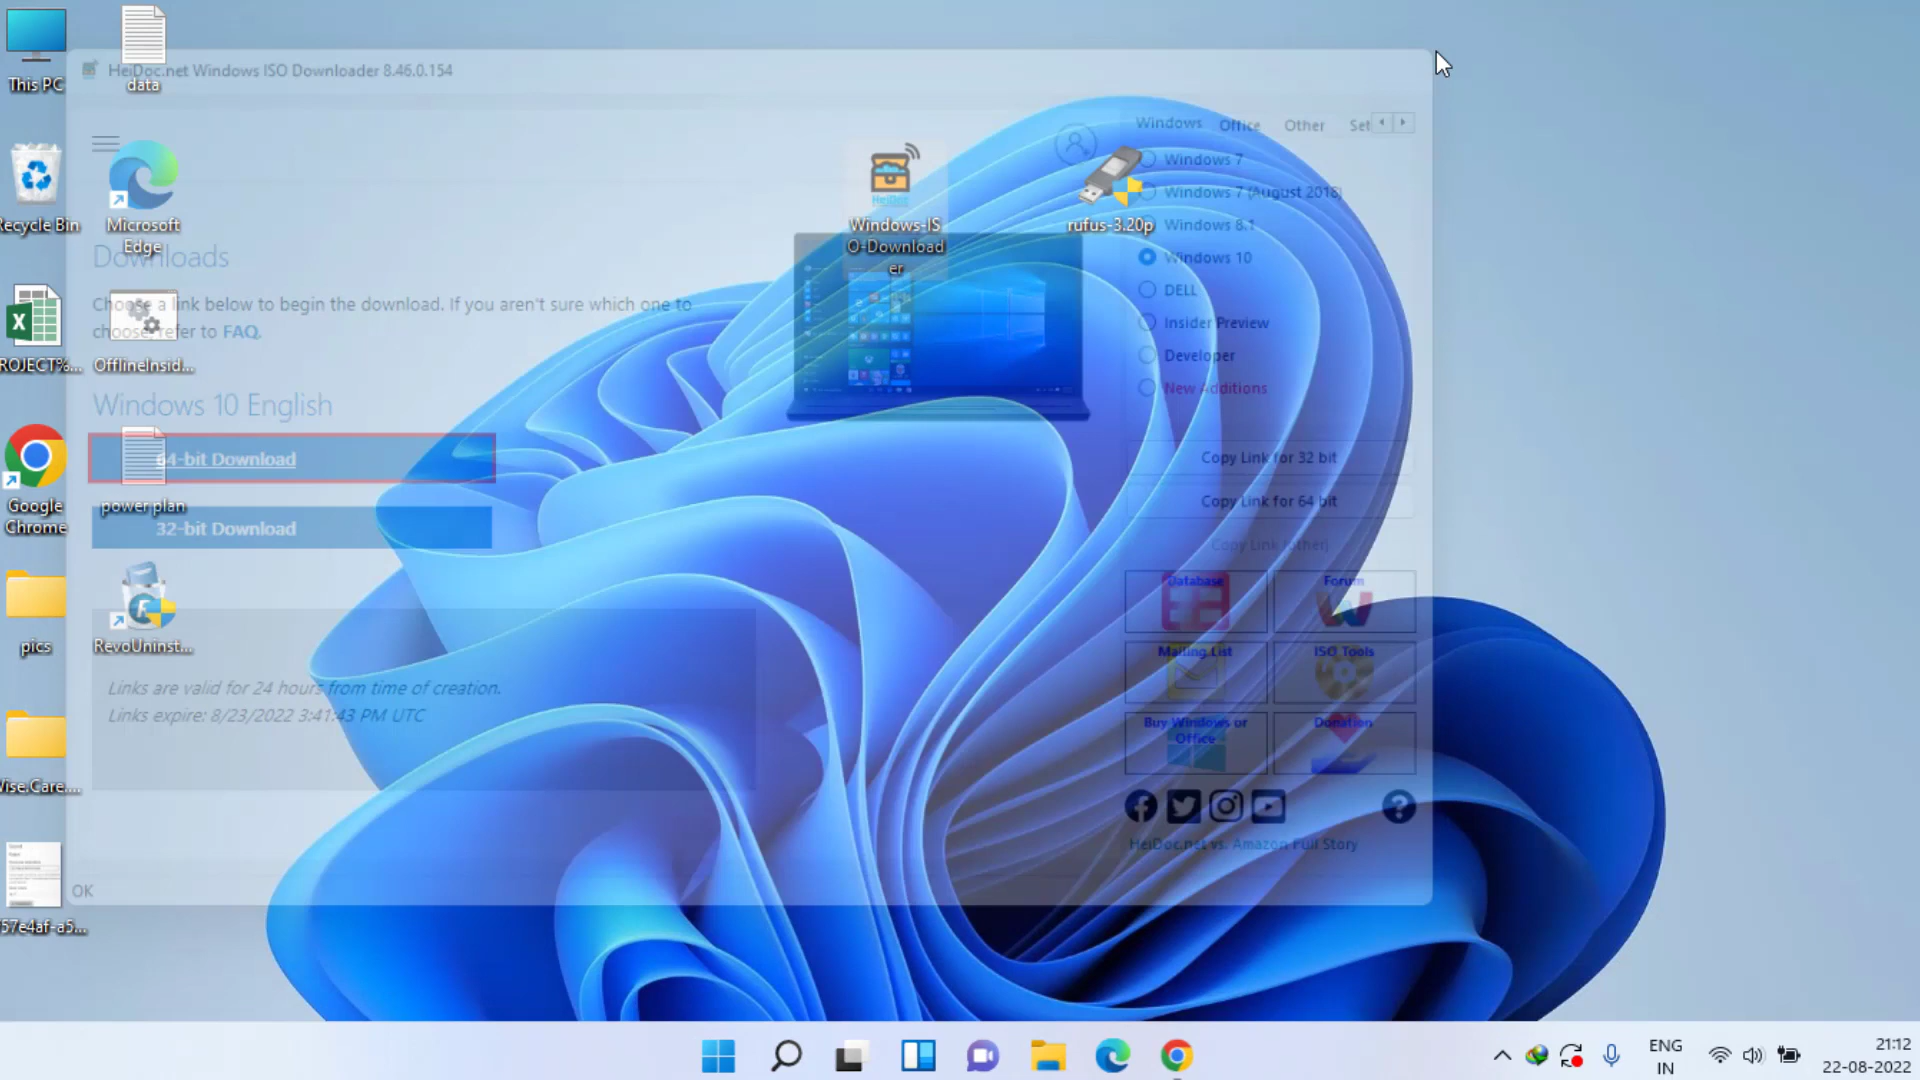 This PC
data
HeiDoc.net Windows ISO Downloader 8.46.0.154
Windows
Office
Other
Set
Windows 7
Windows 7 (August 2018)
Windows 8.1
Windows 10
DELL
Insider Preview
Developer
New Additions
Recycle Bin
Microsoft
Edge
HeiDoc
Windows-IS
O-Download
er
rufus-3.20p
Downloads
Choose a link below to begin the download. If you aren't sure which one to
choose, refer to FAQ.
ROJECT%...
OfflineInsid...
Windows 10 English
64-bit Download
32-bit Download
Copy Link for 32 bit
Copy Link for 64 bit
Copy Link (other)
Google
Chrome
power plan
Database
Forum
Mailing List
ISO Tools
Buy Windows or
Office
Donation
pics
RevoUninst...
Links are valid for 24 hours from time of creation.
Links expire: 8/23/2022 3:41:43 PM UTC
Wise.Care....
HeiDoc.net vs. Amazon Full Story
OK
57e4af-a5...
ENG
IN
21:12
22-08-2022